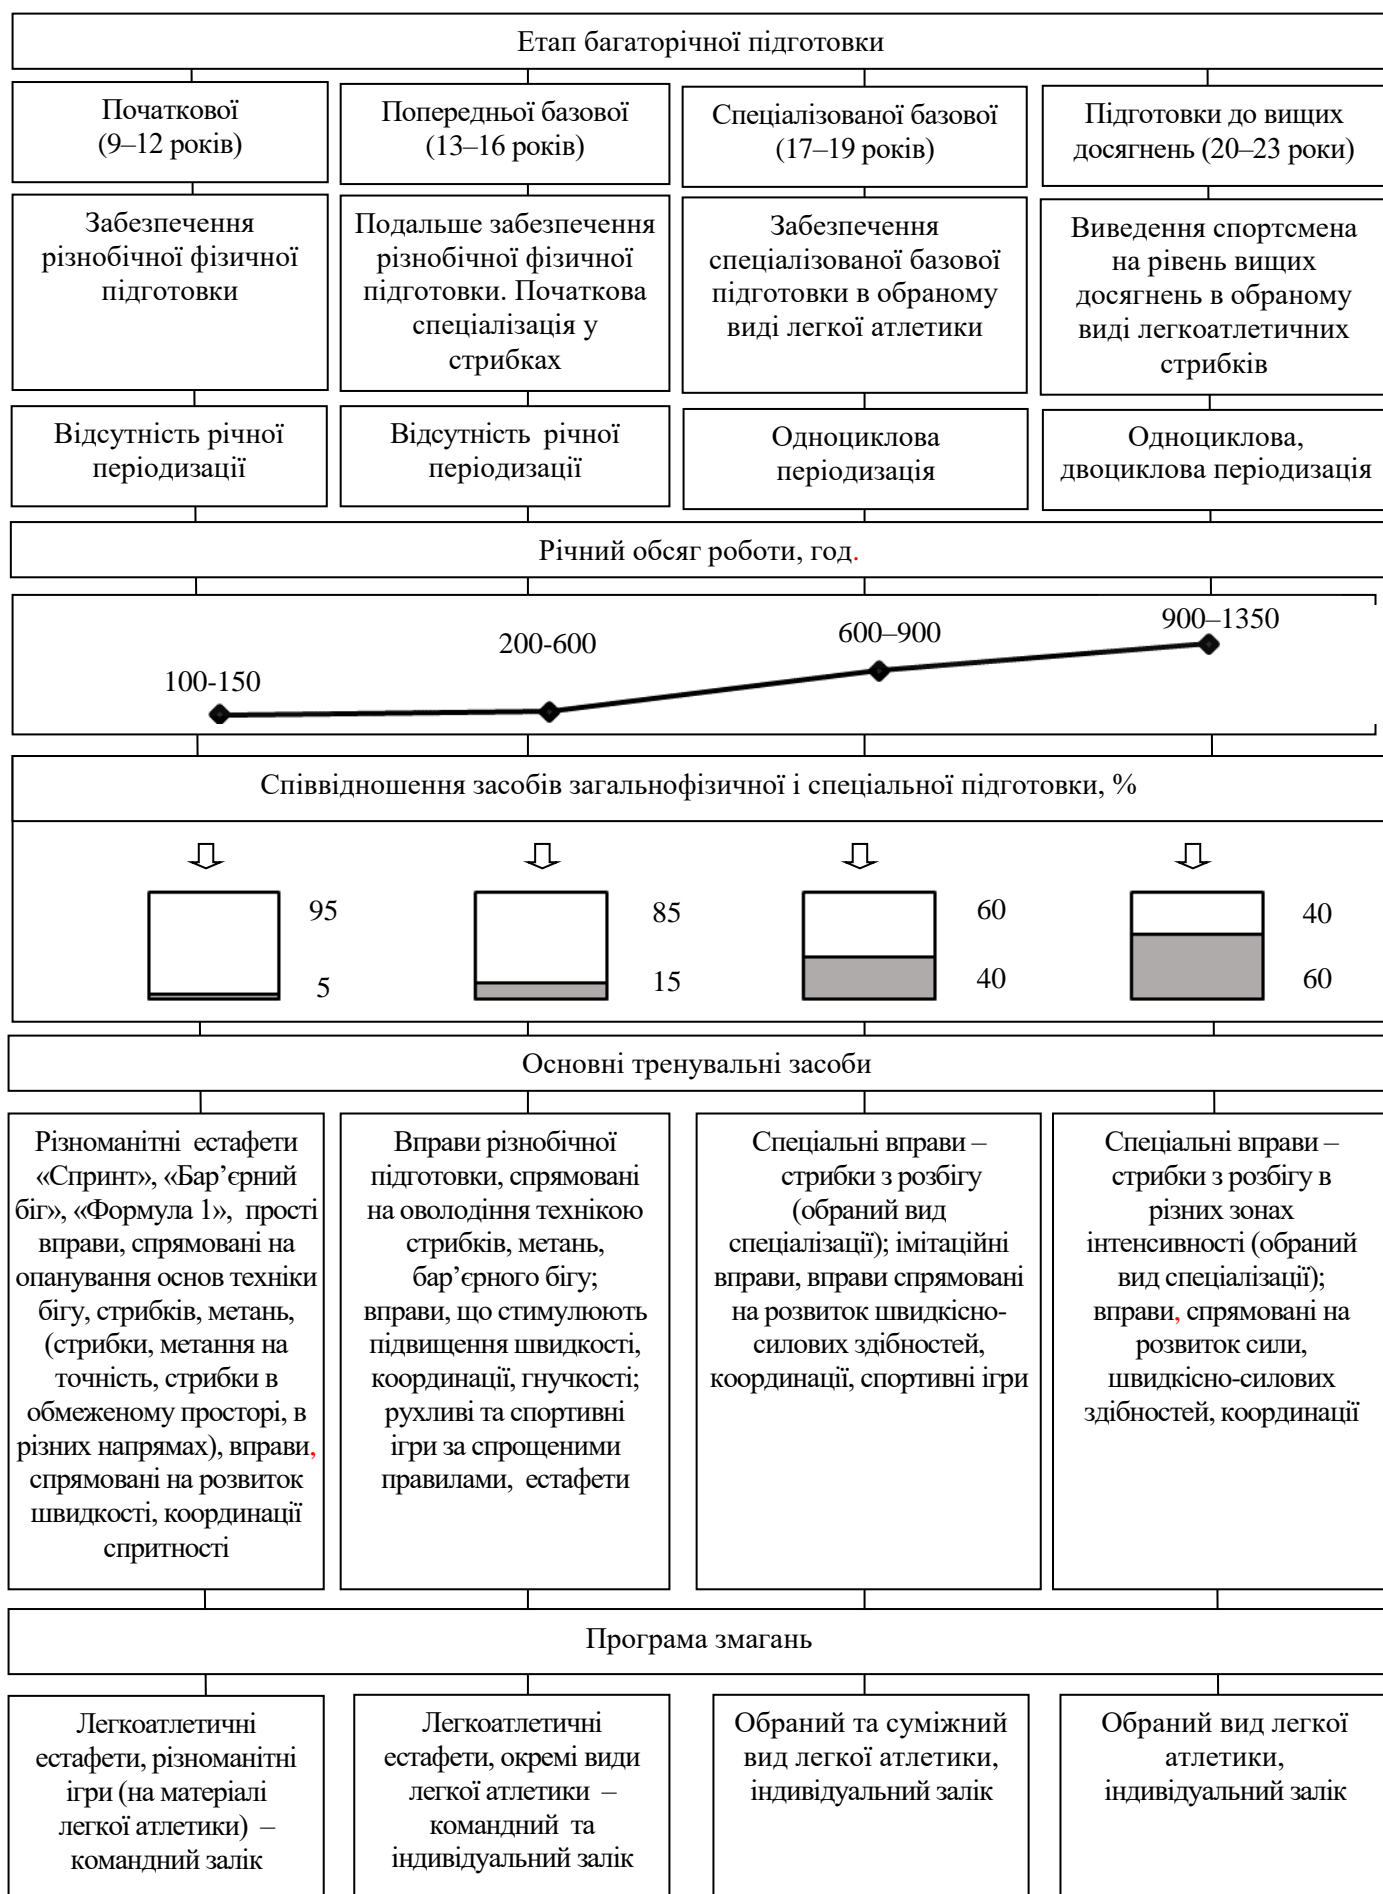 Етап багаторічної підготовки
Початкової
(9–12 років)
Попередньої базової
(13–16 років)
Спеціалізованої базової
(17–19 років)
Підготовки до вищих
досягнень (20–23 роки)
Забезпечення
різнобічної фізичної
підготовки
Подальше забезпечення
різнобічної фізичної
підготовки. Початкова
спеціалізація у
стрибках
Забезпечення
спеціалізованої базової
підготовки в обраному
виді легкої атлетики
Виведення спортсмена
на рівень вищих
досягнень в обраному
виді легкоатлетичних
стрибків
Відсутність річної
періодизації
Відсутність річної
періодизації
Одноциклова
періодизація
Одноциклова,
двоциклова періодизація
Річний обсяг роботи, год.
100-150
200-600
600–900
900–1350
Співвідношення засобів загальнофізичної і спеціальної підготовки, %
95
5
85
15
60
40
40
60
Основні тренувальні засоби
Різноманітні естафети
«Спринт», «Бар’єрний
біг», «Формула 1», прості
вправи, спрямовані на
опанування основ техніки
бігу, стрибків, метань,
(стрибки, метання на
точність, стрибки в
обмеженому просторі, в
різних напрямах), вправи,
спрямовані на розвиток
швидкості, координації
спритності
Вправи різнобічної
підготовки, спрямовані
на оволодіння технікою
стрибків, метань,
бар’єрного бігу;
вправи, що стимулюють
підвищення швидкості,
координації, гнучкості;
рухливі та спортивні
ігри за спрощеними
правилами, естафети
Спеціальні вправи –
стрибки з розбігу
(обраний вид
спеціалізації); імітаційні
вправи, вправи спрямовані
на розвиток швидкісно-
силових здібностей,
координації, спортивні ігри
Спеціальні вправи –
стрибки з розбігу в
різних зонах
інтенсивності (обраний
вид спеціалізації);
вправи, спрямовані на
розвиток сили,
швидкісно-силових
здібностей, координації
Програма змагань
Легкоатлетичні
естафети, різноманітні
ігри (на матеріалі
легкої атлетики) –
командний залік
Легкоатлетичні
естафети, окремі види
легкої атлетики –
командний та
індивідуальний залік
Обраний та суміжний
вид легкої атлетики,
індивідуальний залік
Обраний вид легкої
атлетики,
індивідуальний залік